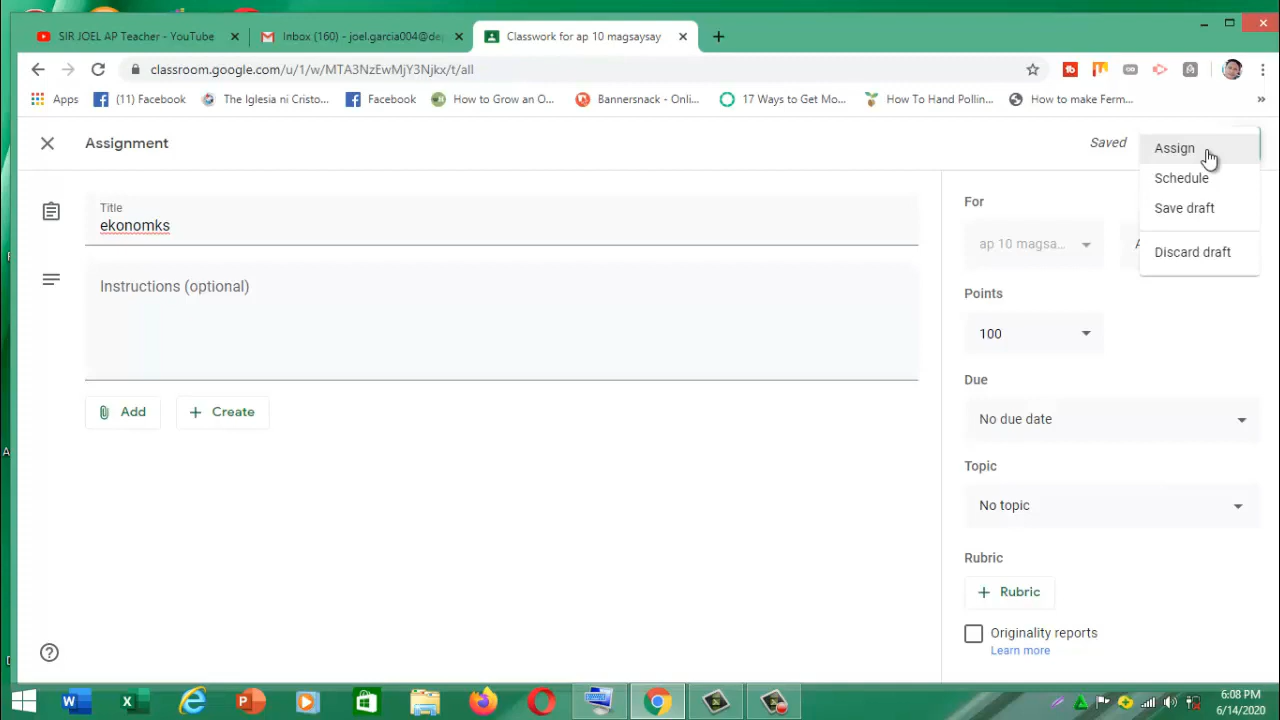 SIR JOEL AP Teacher - YouTube
Inbox (160) - joel.garcia004@de
Classwork for ap 10 magsaysay
classroom.google.com/u/1/w/MTA3NzEwMjY3Njkx/t/all
Apps
(11) Facebook
The Iglesia ni Cristo...
Facebook
How to Grow an O...
Bannersnack - Onli...
17 Ways to Get Mo...
How To Hand Pollin...
How to make Ferm...
Assignment
Saved
Assign
Schedule
Save draft
Discard draft
Title
ekonomks
Instructions (optional)
Add
Create
For
ap 10 magsa...
Points
100
Due
No due date
Topic
No topic
Rubric
Rubric
Originality reports
Learn more
6:08 PM
6/14/2020